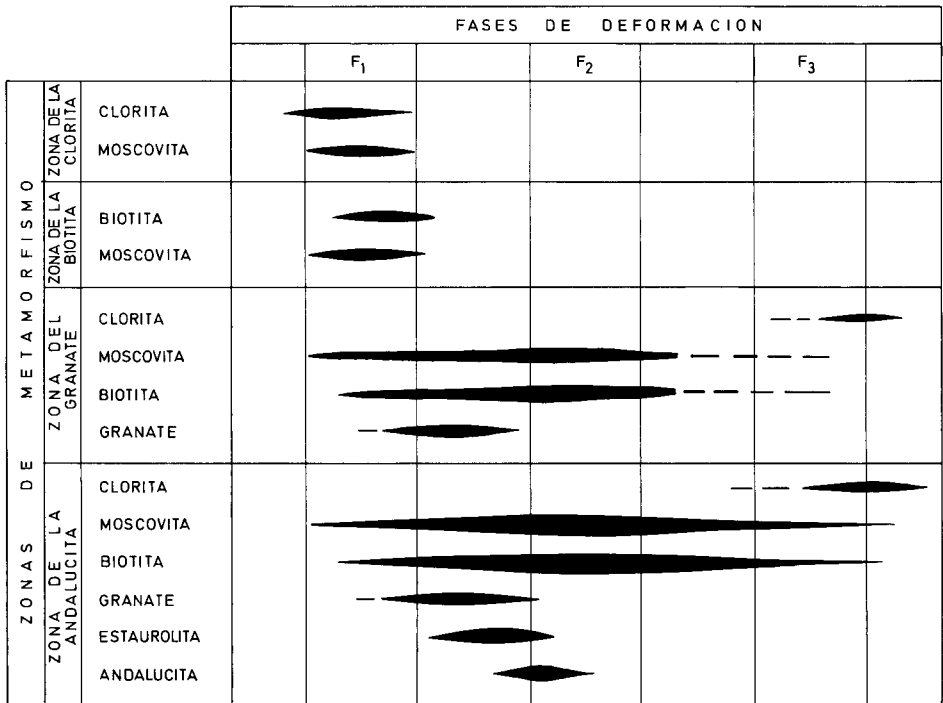 FASES DE DEFORMACION
F1 F2 F3
ZONAS DE METAMORFISMO
ZONA DE LA CLORITA
CLORITA
MOSCOVITA
ZONA DE LA BIOTITA
BIOTITA
MOSCOVITA
ZONA DEL GRANATE
CLORITA
MOSCOVITA
BIOTITA
GRANATE
ZONA DE LA ANDALUCITA
CLORITA
MOSCOVITA
BIOTITA
GRANATE
ESTAUROLITA
ANDALUCITA